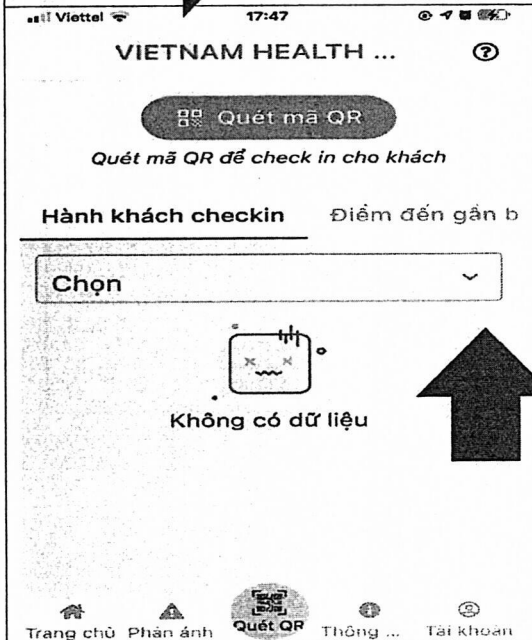 Viettel 17:47
VIETNAM HEALTH ...
Quét mã QR
Quét mã QR để check in cho khách
Hành khách checkin Điểm đến gần b
Chọn
Không có dữ liệu
Trang chủ Phản ánh Quét QR Thông ... Tài khoản